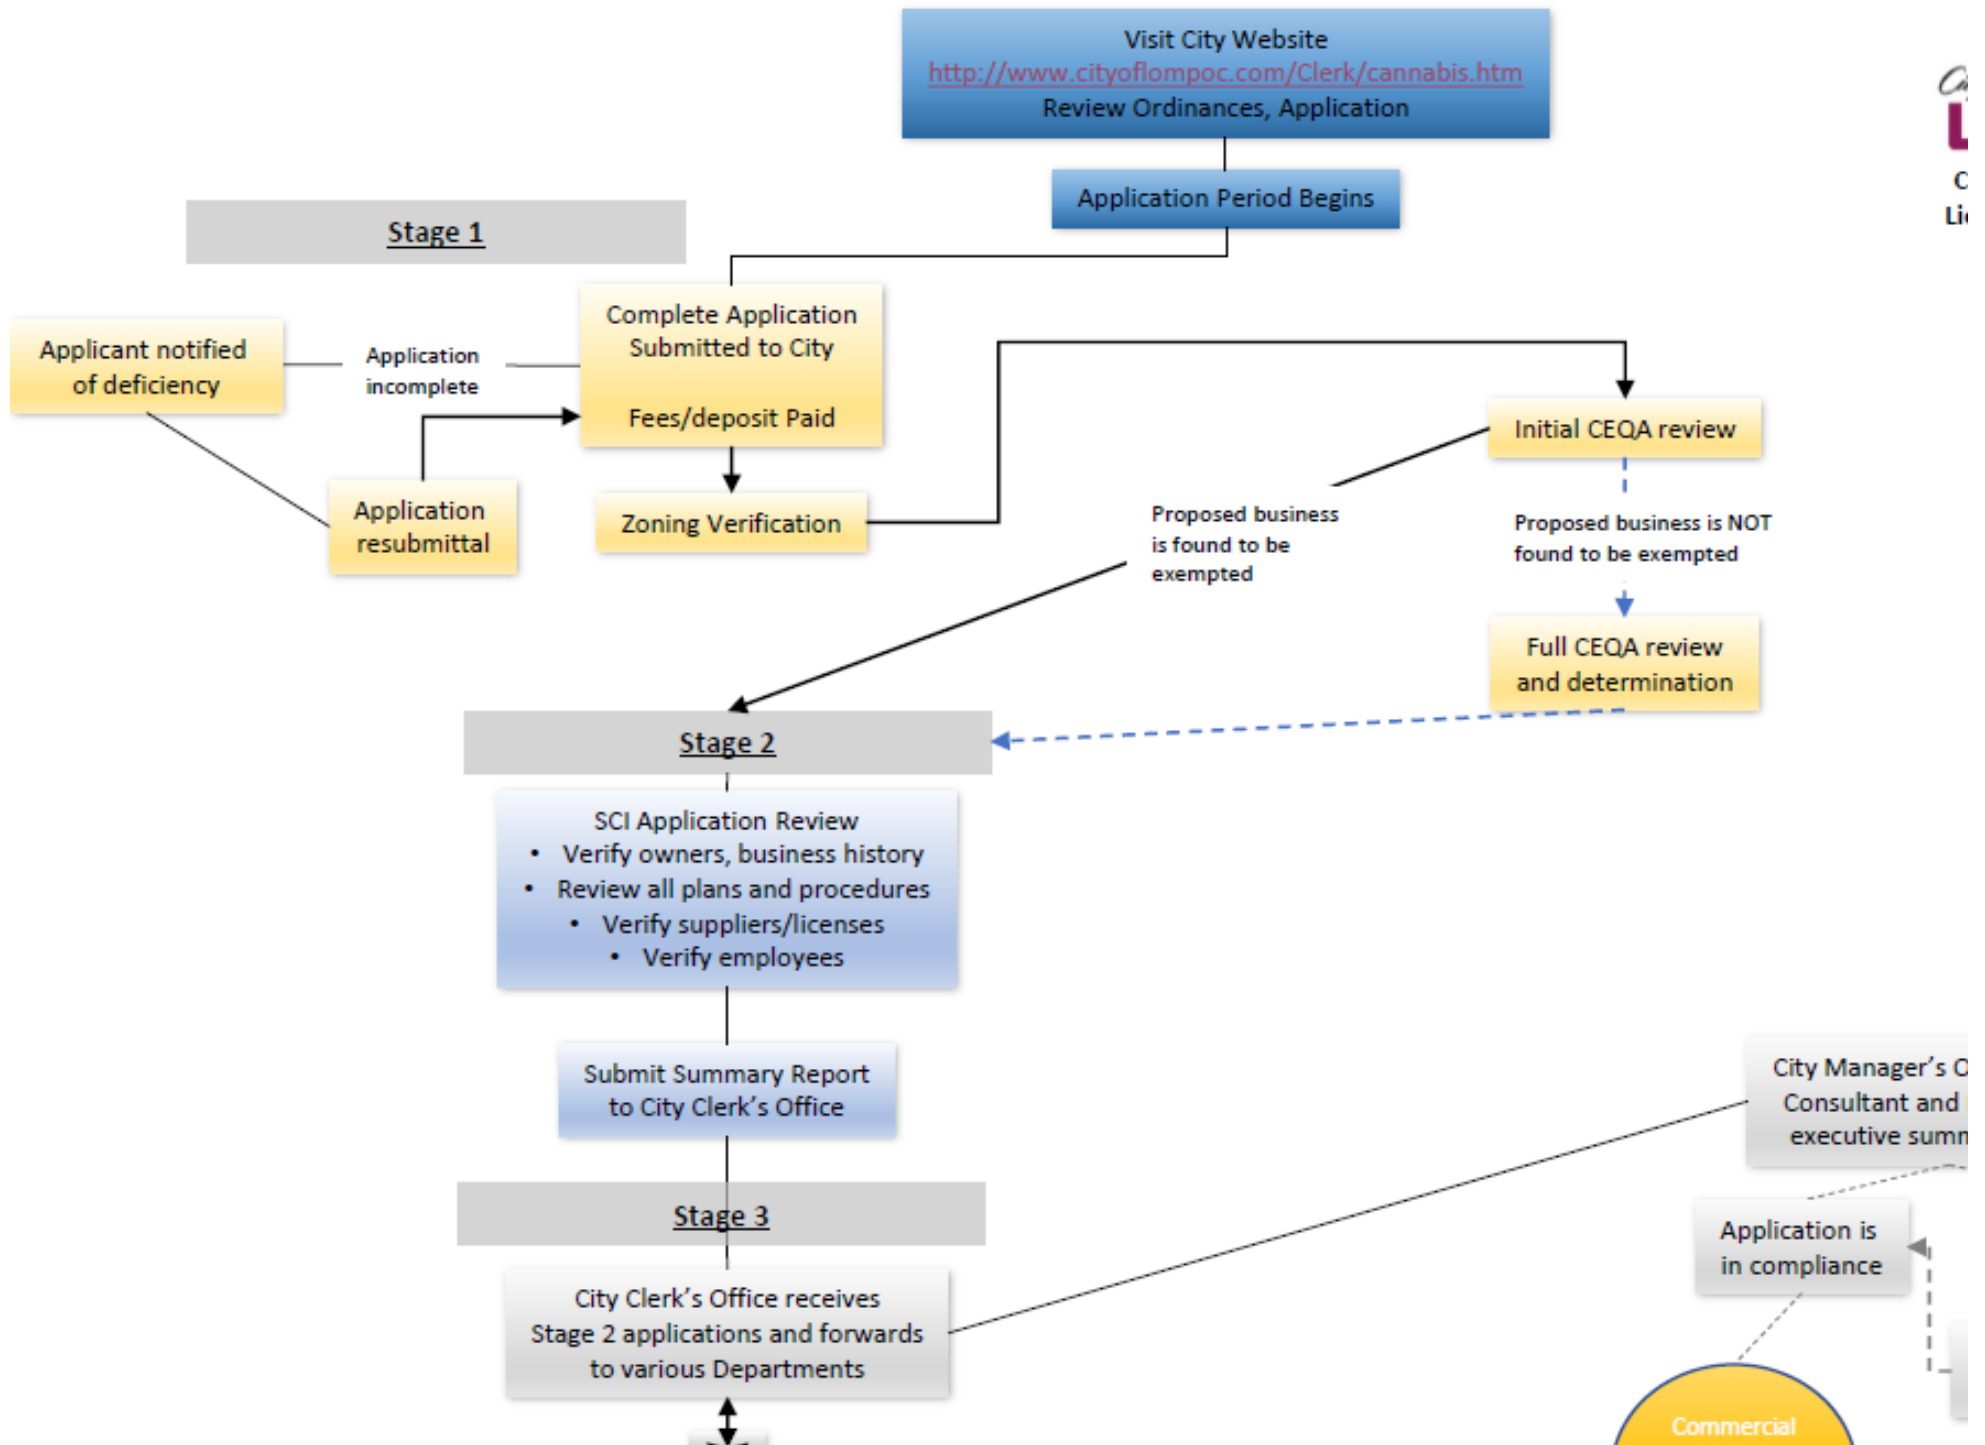 Visit City Website
http://www.cityoflompoc.com/Clerk/cannabis.htm
Review Ordinances, Application
Application Period Begins
Stage 1
Complete Application
Submitted to City
Fees/deposit Paid
Applicant notified
of deficiency
Application
incomplete
Application
resubmittal
Zoning Verification
Initial CEQA review
Proposed business
is found to be
exempted
Proposed business is NOT
found to be exempted
Full CEQA review
and determination
Stage 2
SCI Application Review
• Verify owners, business history
• Review all plans and procedures
• Verify suppliers/licenses
• Verify employees
Submit Summary Report
to City Clerk's Office
Stage 3
City Clerk's Office receives
Stage 2 applications and forwards
to various Departments
City Manager's
Consultant and
executive
Application is
in compliance
Commercial